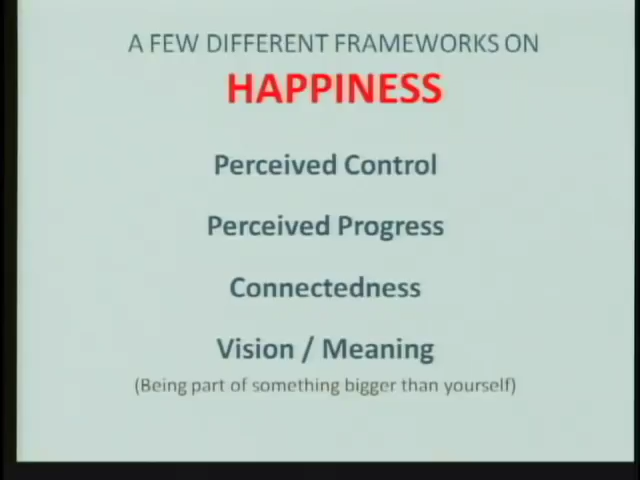 A FEW DIFFERENT FRAMEWORKS ON
HAPPINESS
Perceived Control
Perceived Progress
Connectedness
Vision / Meaning
(Being part of something bigger than yourself)